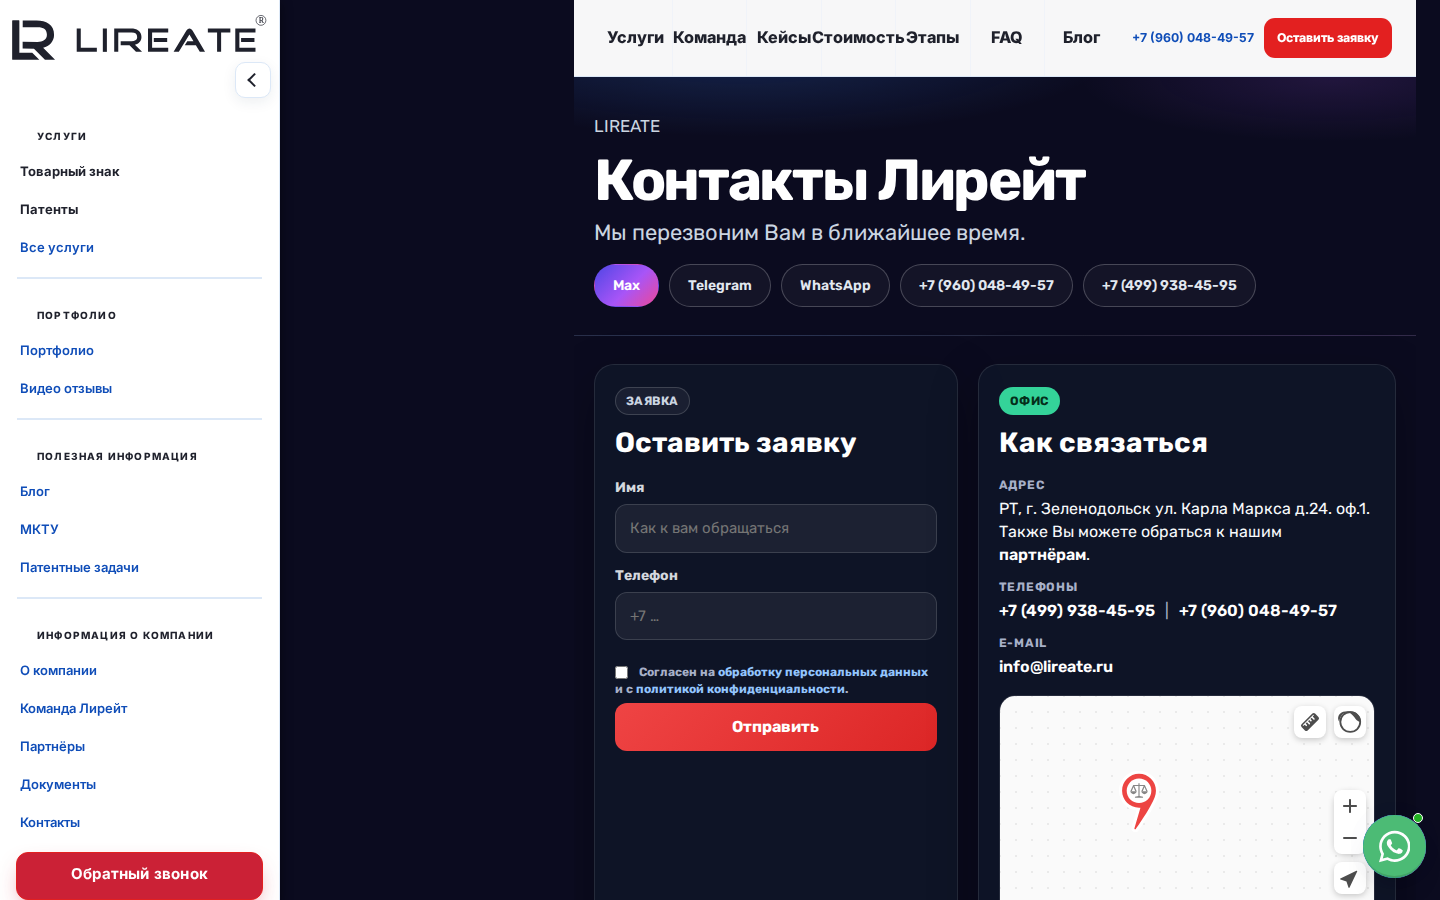 LIREATE®
УСЛУГИ
Товарный знак
Патенты
Все услуги
ПОРТФОЛИО
Портфолио
Видео отзывы
ПОЛЕЗНАЯ ИНФОРМАЦИЯ
Блог
МКТУ
Патентные задачи
ИНФОРМАЦИЯ О КОМПАНИИ
О компании
Команда Лирейт
Партнёры
Документы
Контакты
Обратный звонок
Услуги Команда Кейсы Стоимость Этапы FAQ Блог +7 (960) 048-49-57 Оставить заявку
LIREATE
Контакты Лирейт
Мы перезвоним Вам в ближайшее время.
Max Telegram WhatsApp +7 (960) 048-49-57 +7 (499) 938-45-95
ЗАЯВКА
Оставить заявку
Имя
Как к вам обращаться
Телефон
+7 ...
Согласен на обработку персональных данных
и с политикой конфиденциальности.
Отправить
ОФИС
Как связаться
АДРЕС
РТ, г. Зеленодольск ул. Карла Маркса д.24. оф.1.
Также Вы можете обраться к нашим
партнёрам.
ТЕЛЕФОНЫ
+7 (499) 938-45-95 | +7 (960) 048-49-57
E-MAIL
info@lireate.ru